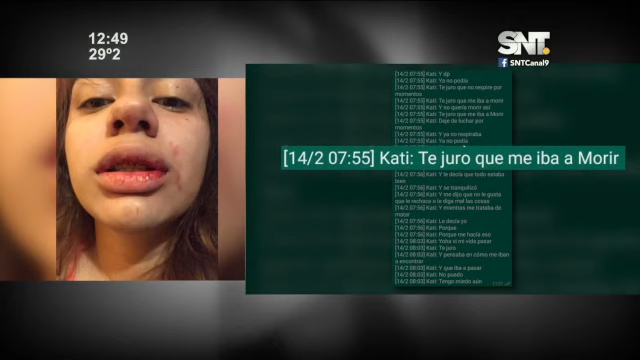 12:49
29º2
SNT.
SNTCanal9
[14/2 07:55] Kati: Y dp
[14/2 07:55] Kati: Ya no podía
[14/2 07:55] Kati: Te juro que no respire por
momentos
[14/2 07:55] Kati: Te juro que me iba a morir
[14/2 07:55] Kati: Y no quería morir así
[14/2 07:55] Kati: Te juro que me iba a Morir
[14/2 07:55] Kati: Deje de luchar por
momentos
[14/2 07:55] Kati: Y ya no respiraba
[14/2 07:55] Kati: Ya no podía
[14/2 07:55] Kati: Te juro que me iba a Morir
[14/2 07:56] Kati: Y le decía que todo estaba
bien
[14/2 07:56] Kati: Y se tranquilizó
[14/2 07:56] Kati: Y me dijo que no le gusta
que le rechace o le diga mal las cosas
[14/2 07:56] Kati: Y mientras me trataba de
matar
[14/2 07:56] Kati: Le decía yo
[14/2 07:56] Kati: Porque
[14/2 07:56] Kati: Porque me hacía eso
[14/2 08:03] Kati: Yoha si mi vida pasar
[14/2 08:03] Kati: Te juro
[14/2 08:03] Kati: Y pensaba en cómo me iban
a encontrar
[14/2 08:03] Kati: Y que iba a pasar
[14/2 08:03] Kati: No puedo
[14/2 08:03] Kati: Tengo miedo aún